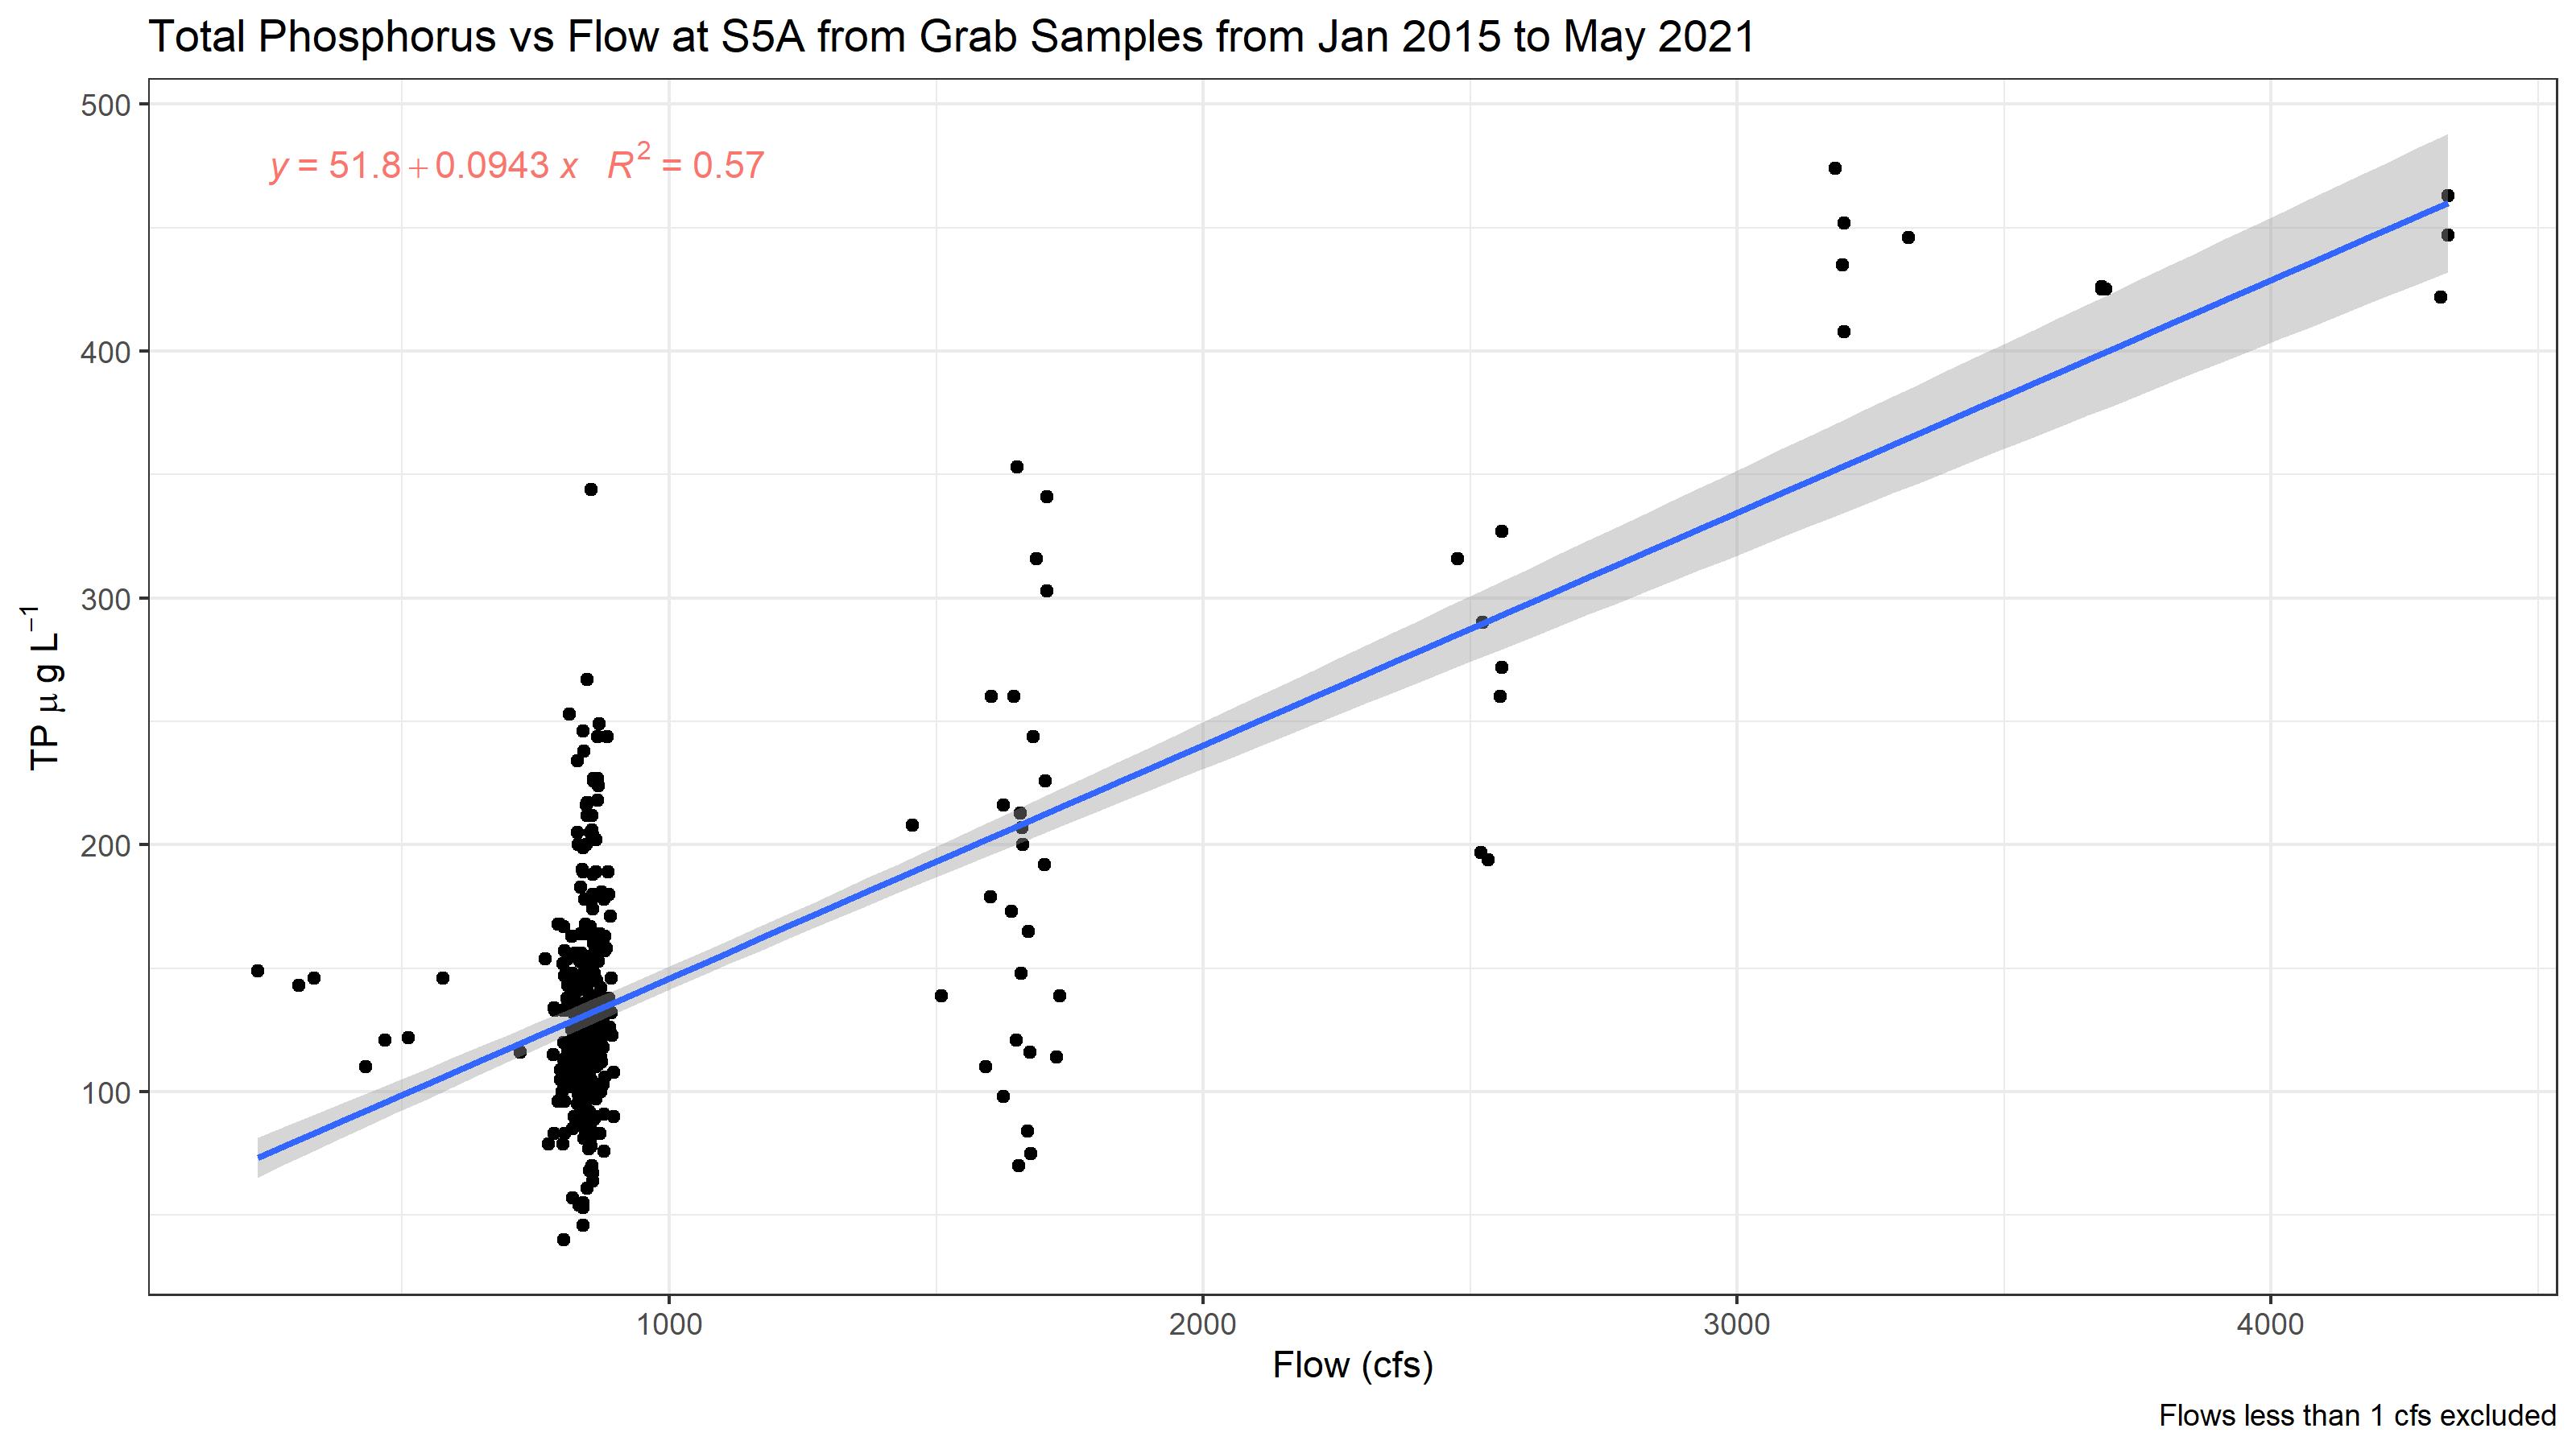 Total Phosphorus vs Flow at S5A from Grab Samples from Jan 2015 to May 2021
500
y = 51.8+0.0943 x R² = 0.57
400
300
TP μ g L⁻¹
200
100
1000 2000 3000 4000
Flow (cfs)
Flows less than 1 cfs excluded